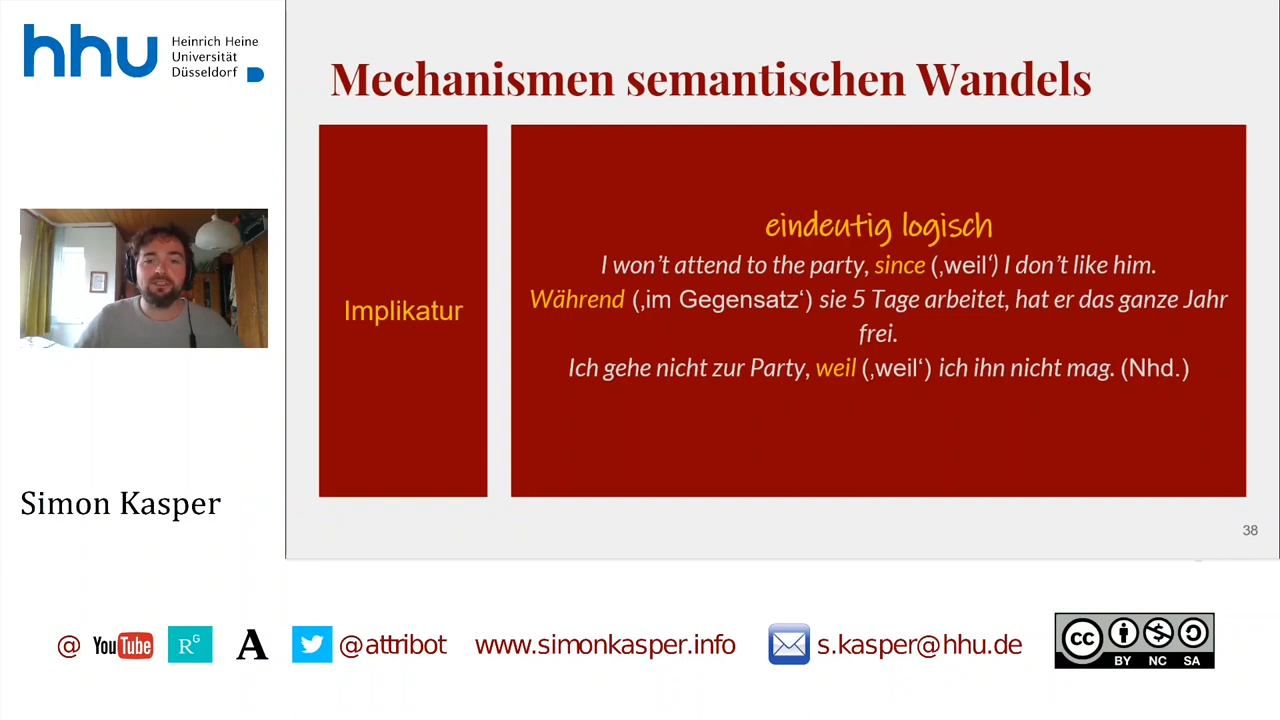 hhu
Heinrich Heine
Universität
Düsseldorf
Mechanismen semantischen Wandels
Implikatur
eindeutig logisch
I won’t attend to the party, since (‚weil‘) I don’t like him.
Während (‚im Gegensatz‘) sie 5 Tage arbeitet, hat er das ganze Jahr
frei.
Ich gehe nicht zur Party, weil (‚weil‘) ich ihn nicht mag. (Nhd.)
Simon Kasper
38
@ YouTube RG A @attribot www.simonkasper.info s.kasper@hhu.de
cc
BY NC SA